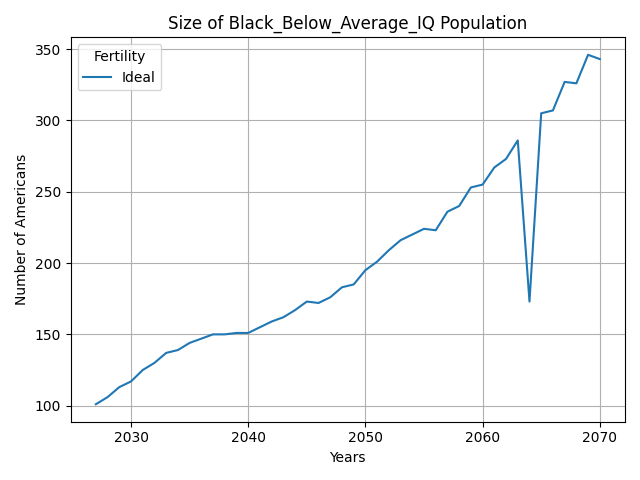 Size of Black_Below_Average_IQ Population
Fertility
Ideal
Number of Americans
350
300
250
200
150
100
2030 2040 2050 2060 2070
Years